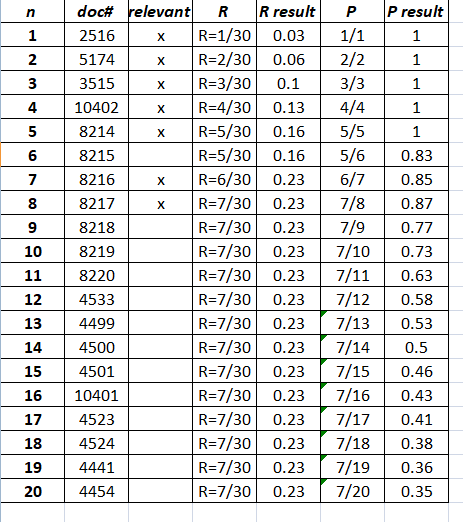 n doc# relevant R R result P P result
1 2516 x R=1/30 0.03 1/1 1
2 5174 x R=2/30 0.06 2/2 1
3 3515 x R=3/30 0.1 3/3 1
4 10402 x R=4/30 0.13 4/4 1
5 8214 x R=5/30 0.16 5/5 1
6 8215 R=5/30 0.16 5/6 0.83
7 8216 x R=6/30 0.23 6/7 0.85
8 8217 x R=7/30 0.23 7/8 0.87
9 8218 R=7/30 0.23 7/9 0.77
10 8219 R=7/30 0.23 7/10 0.73
11 8220 R=7/30 0.23 7/11 0.63
12 4533 R=7/30 0.23 7/12 0.58
13 4499 R=7/30 0.23 7/13 0.53
14 4500 R=7/30 0.23 7/14 0.5
15 4501 R=7/30 0.23 7/15 0.46
16 10401 R=7/30 0.23 7/16 0.43
17 4523 R=7/30 0.23 7/17 0.41
18 4524 R=7/30 0.23 7/18 0.38
19 4441 R=7/30 0.23 7/19 0.36
20 4454 R=7/30 0.23 7/20 0.35